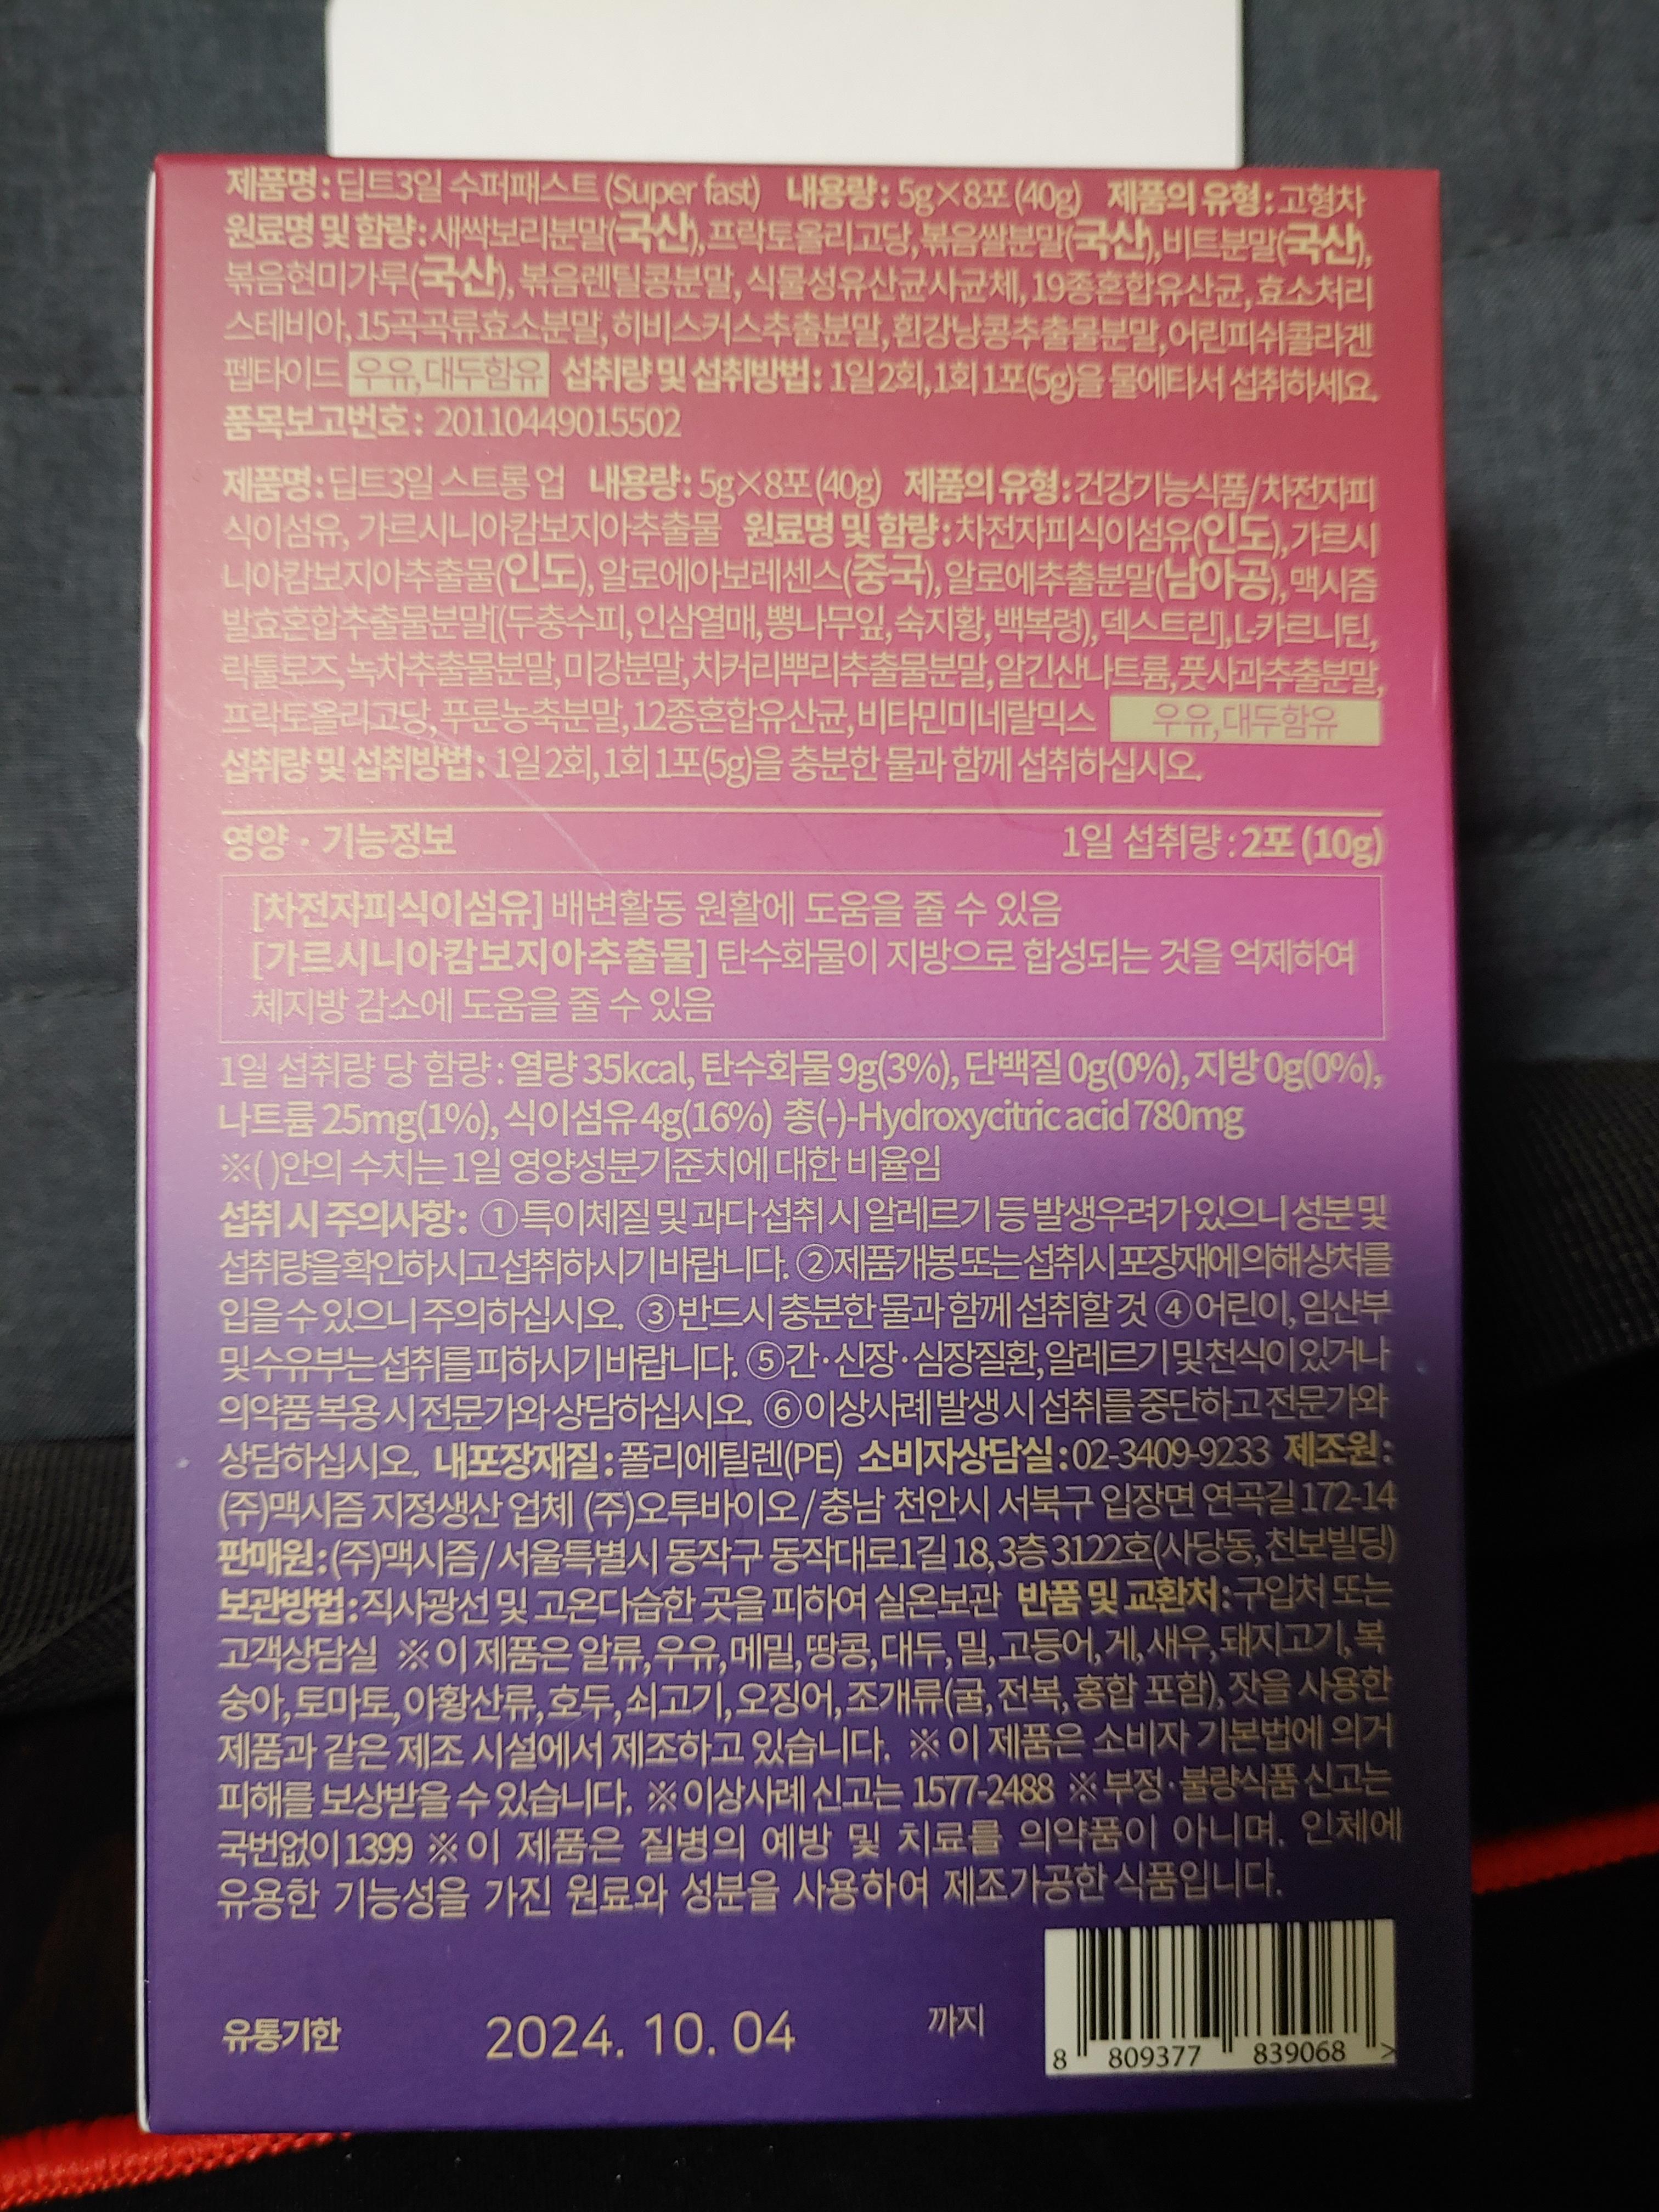 제품명 : 딥트3일 수퍼패스트 (Super fast) 내용량 : 5g×8포 (40g) 제품의 유형 : 고형차
원료명 및 함량 : 새싹보리분말(국산), 프락토올리고당, 볶음쌀분말(국산), 비트분말(국산),
볶음현미가루(국산), 볶음렌틸콩분말, 식물성유산균사균체, 19종혼합유산균, 효소처리
스테비아, 15곡곡류효소분말, 히비스커스추출분말, 흰강낭콩추출물분말, 어린피쉬콜라겐
펩타이드 우유,대두함유 섭취량 및 섭취방법 : 1일 2회, 1회 1포(5g)을 물에타서 섭취하세요.
품목보고번호 : 20110449015502
제품명 : 딥트3일 스트롱 업 내용량 : 5g×8포 (40g) 제품의 유형 : 건강기능식품/차전자피
식이섬유, 가르시니아캄보지아추출물 원료명 및 함량 : 차전자피식이섬유(인도), 가르시
니아캄보지아추출물(인도), 알로에아보레센스(중국), 알로에추출분말(남아공), 맥시즘
발효혼합추출물분말[(두충수피, 인삼열매, 뽕나무잎, 숙지황, 백복령), 덱스트린], L-카르니틴,
락툴로즈, 녹차추출물분말, 미강분말, 치커리뿌리추출물분말, 알긴산나트륨, 풋사과추출분말,
프락토올리고당, 푸룬농축분말, 12종혼합유산균, 비타민미네랄믹스 우유,대두함유
섭취량 및 섭취방법 : 1일 2회, 1회 1포(5g)을 충분한 물과 함께 섭취하십시오.
영양 · 기능정보 1일 섭취량 : 2포 (10g)
[차전자피식이섬유] 배변활동 원활에 도움을 줄 수 있음
[가르시니아캄보지아추출물] 탄수화물이 지방으로 합성되는 것을 억제하여
체지방 감소에 도움을 줄 수 있음
1일 섭취량 당 함량 : 열량 35kcal, 탄수화물 9g(3%), 단백질 0g(0%), 지방 0g(0%),
나트륨 25mg(1%), 식이섬유 4g(16%) 총(-)-Hydroxycitric acid 780mg
※( )안의 수치는 1일 영양성분기준치에 대한 비율임
섭취 시 주의사항 : ① 특이체질 및 과다 섭취 시 알레르기 등 발생우려가 있으니 성분 및
섭취량을 확인하시고 섭취하시기 바랍니다. ②제품개봉 또는 섭취시 포장재에 의해 상처를
입을 수 있으니 주의하십시오. ③ 반드시 충분한 물과 함께 섭취할 것 ④ 어린이, 임산부
및 수유부는 섭취를 피하시기 바랍니다. ⑤ 간·신장·심장질환, 알레르기 및 천식이 있거나
의약품 복용 시 전문가와 상담하십시오. ⑥ 이상사례 발생 시 섭취를 중단하고 전문가와
상담하십시오. 내포장재질 : 폴리에틸렌(PE) 소비자상담실 : 02-3409-9233 제조원 :
(주)맥시즘 지정생산 업체 (주)오투바이오 / 충남 천안시 서북구 입장면 연곡길 172-14
판매원 : (주)맥시즘 / 서울특별시 동작구 동작대로1길 18, 3층 3122호(사당동, 천보빌딩)
보관방법 : 직사광선 및 고온다습한 곳을 피하여 실온보관 반품 및 교환처 : 구입처 또는
고객상담실 ※ 이 제품은 알류, 우유, 메밀, 땅콩, 대두, 밀, 고등어, 게, 새우, 돼지고기, 복
숭아, 토마토, 아황산류, 호두, 쇠고기, 오징어, 조개류(굴, 전복, 홍합 포함), 잣을 사용한
제품과 같은 제조 시설에서 제조하고 있습니다. ※ 이 제품은 소비자 기본법에 의거
피해를 보상받을 수 있습니다. ※ 이상사례 신고는 1577-2488 ※ 부정·불량식품 신고는
국번없이 1399 ※ 이 제품은 질병의 예방 및 치료를 의약품이 아니며, 인체에
유용한 기능성을 가진 원료와 성분을 사용하여 제조가공한 식품입니다.
유통기한 2024. 10. 04 까지
8 809377 839068 >